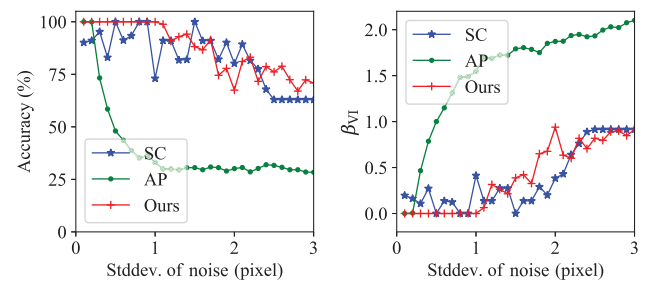 Accuracy (%)
100
75
50
25
0
SC
AP
Ours
0
1
2
3
Stddev. of noise (pixel)
βVI
2.0
1.5
1.0
0.5
0.0
SC
AP
Ours
0
1
2
3
Stddev. of noise (pixel)